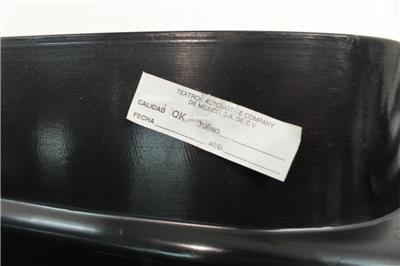 TEXTRON AUTOMOTIVE COMPANY
DE MEXICO S.A. DE C.V.
CALIDAD OK TURNO
FECHA AUD.